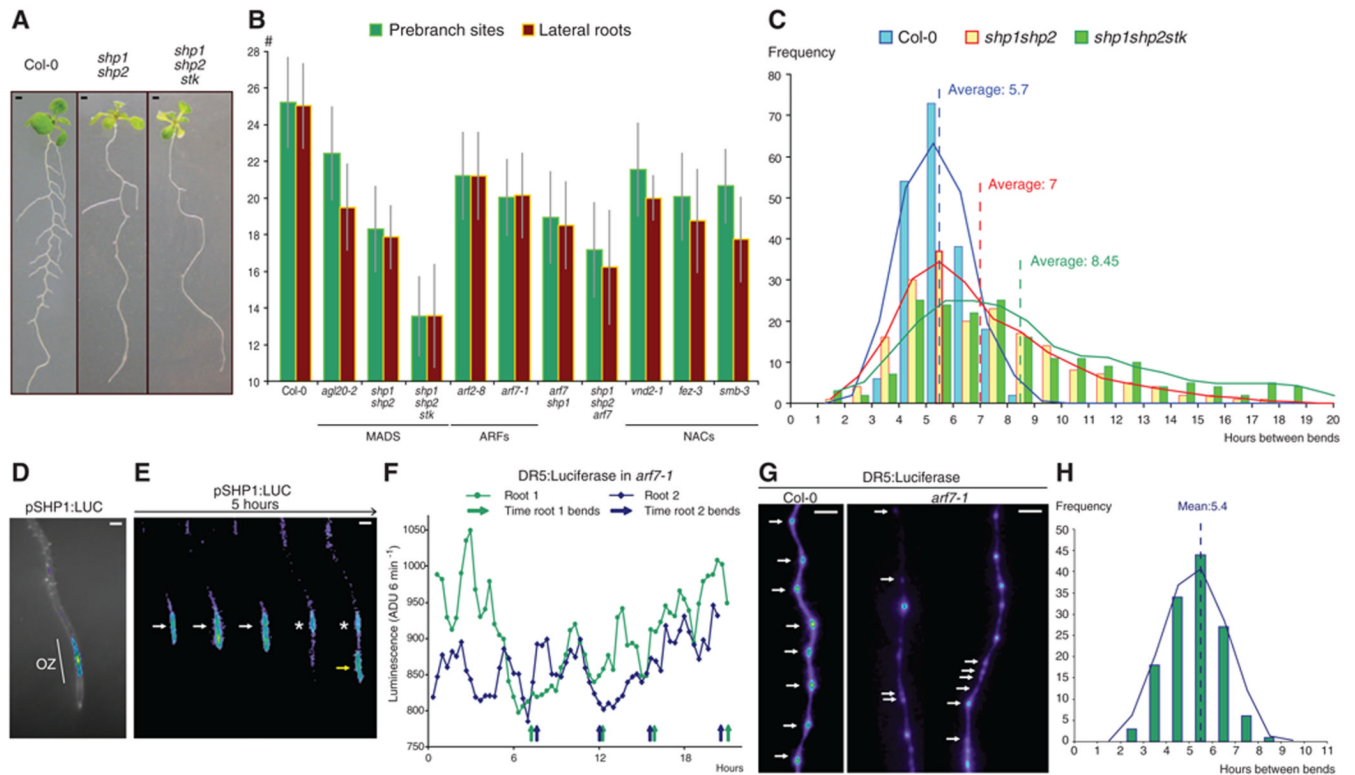 A
Col-0
shp1
shp2
shp1
shp2
stk
B
#
Prebranch sites
Lateral roots
28
26
24
22
20
18
16
14
12
10
Col-0 agl20-2 shp1 shp2 shp1 shp2 stk arf2-8 arf7-1 arf7 shp1 shp1 shp2 arf7 vnd2-1 fez-3 smb-3
MADS ARFs NACs
C
Col-0 shp1shp2 shp1shp2stk
Frequency
80
70
60
50
40
30
20
10
0
Average: 5.7
Average: 7
Average: 8.45
0 1 2 3 4 5 6 7 8 9 10 11 12 13 14 15 16 17 18 19 20
Hours between bends
D
pSHP1:LUC
OZ
E
pSHP1:LUC
5 hours
* *
F
DR5:Luciferase in arf7-1
Root 1 Root 2
Time root 1 bends Time root 2 bends
Luminescence (ADU 6 min -1)
1050
1000
950
900
850
800
750
0 6 12 18
Hours
G
DR5:Luciferase
Col-0 arf7-1
H
Frequency
Mean:5.4
50
45
40
35
30
25
20
15
10
5
0
0 1 2 3 4 5 6 7 8 9 10 11
Hours between bends